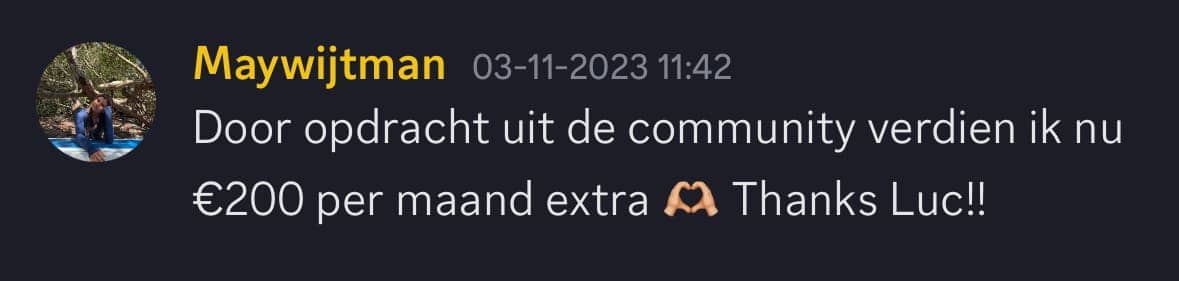 Maywijtman 03-11-2023 11:42
Door opdracht uit de community verdien ik nu
€200 per maand extra 🫶🏼 Thanks Luc!!